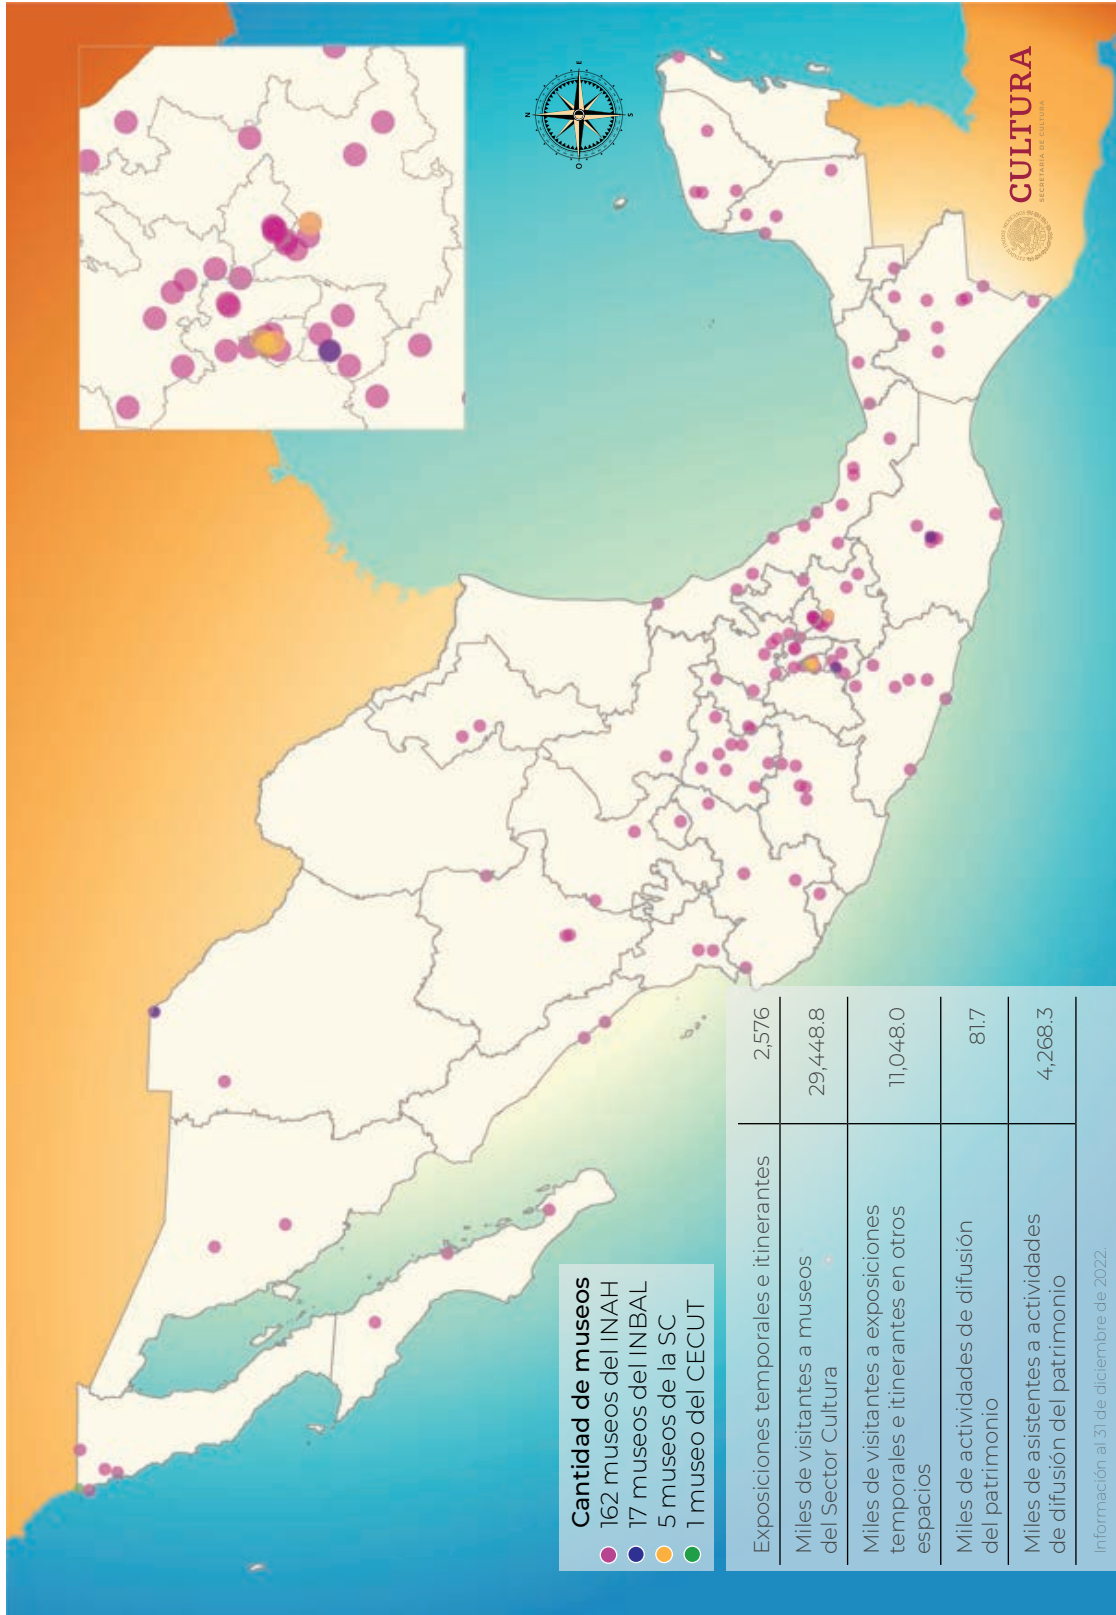 N
E
S
O
CULTURA
SECRETARÍA DE CULTURA
Cantidad de museos
162 museos del INAH
17 museos del INBAL
5 museos de la SC
1 museo del CECUT
Exposiciones temporales e itinerantes 2,576
Miles de visitantes a museos
del Sector Cultura 29,448.8
Miles de visitantes a exposiciones
temporales e itinerantes en otros
espacios 11,048.0
Miles de actividades de difusión
del patrimonio 81.7
Miles de asistentes a actividades
de difusión del patrimonio 4,268.3
Información al 31 de diciembre de 2022.